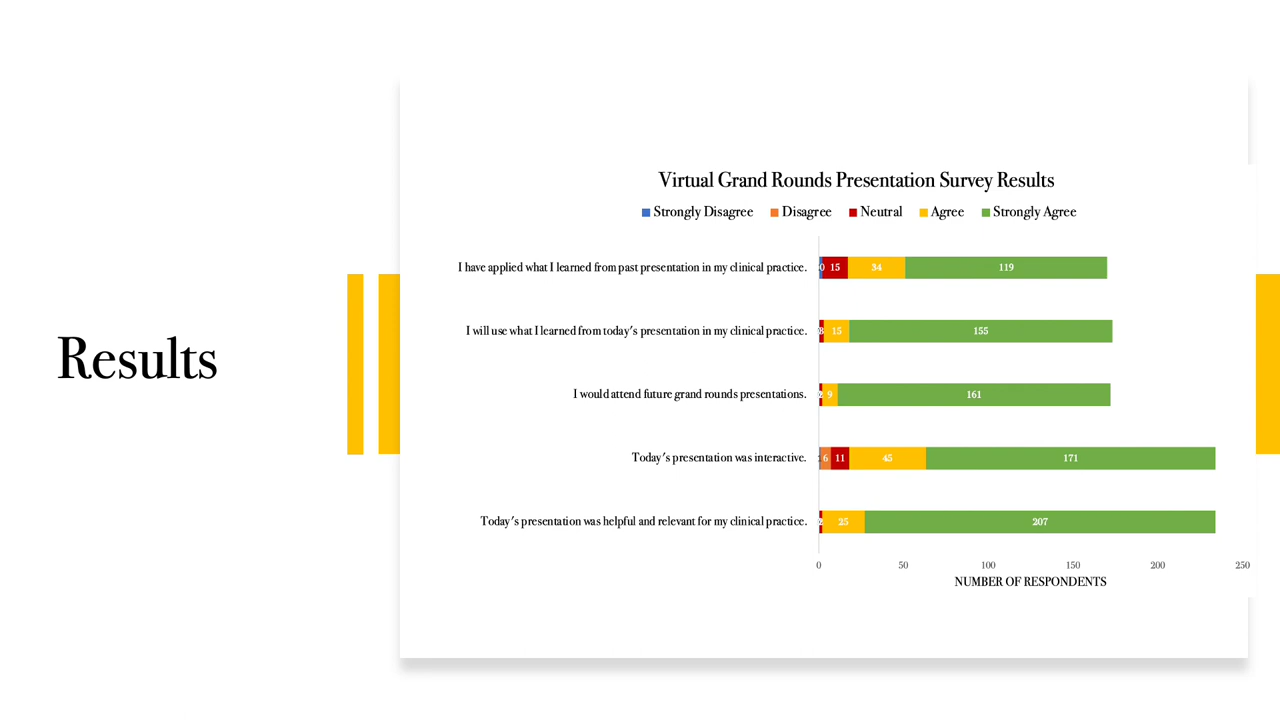 Results
Virtual Grand Rounds Presentation Survey Results
Strongly Disagree Disagree Neutral Agree Strongly Agree
I have applied what I learned from past presentation in my clinical practice. 0 15 34 119
I will use what I learned from today's presentation in my clinical practice. 3 15 155
I would attend future grand rounds presentations. 2 9 161
Today's presentation was interactive. 6 11 45 171
Today's presentation was helpful and relevant for my clinical practice. 2 25 207
0 50 100 150 200 250
NUMBER OF RESPONDENTS